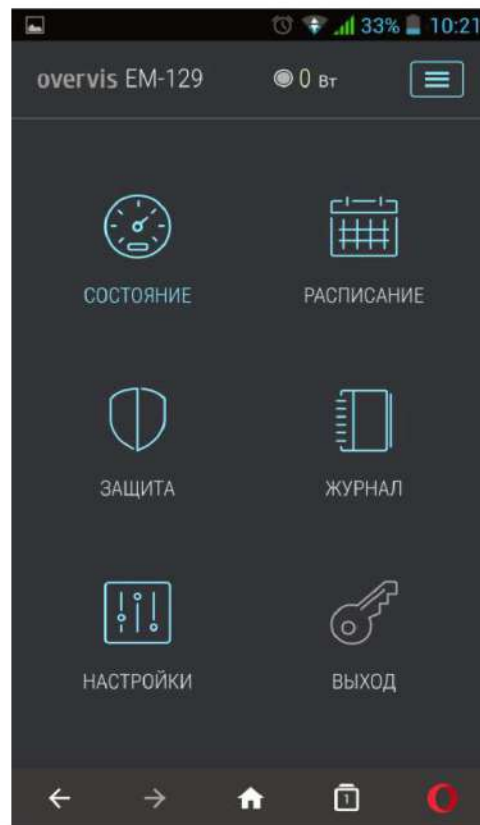 33% 10:21
overvis EM-129 0 Вт
СОСТОЯНИЕ РАСПИСАНИЕ
ЗАЩИТА ЖУРНАЛ
НАСТРОЙКИ ВЫХОД
1